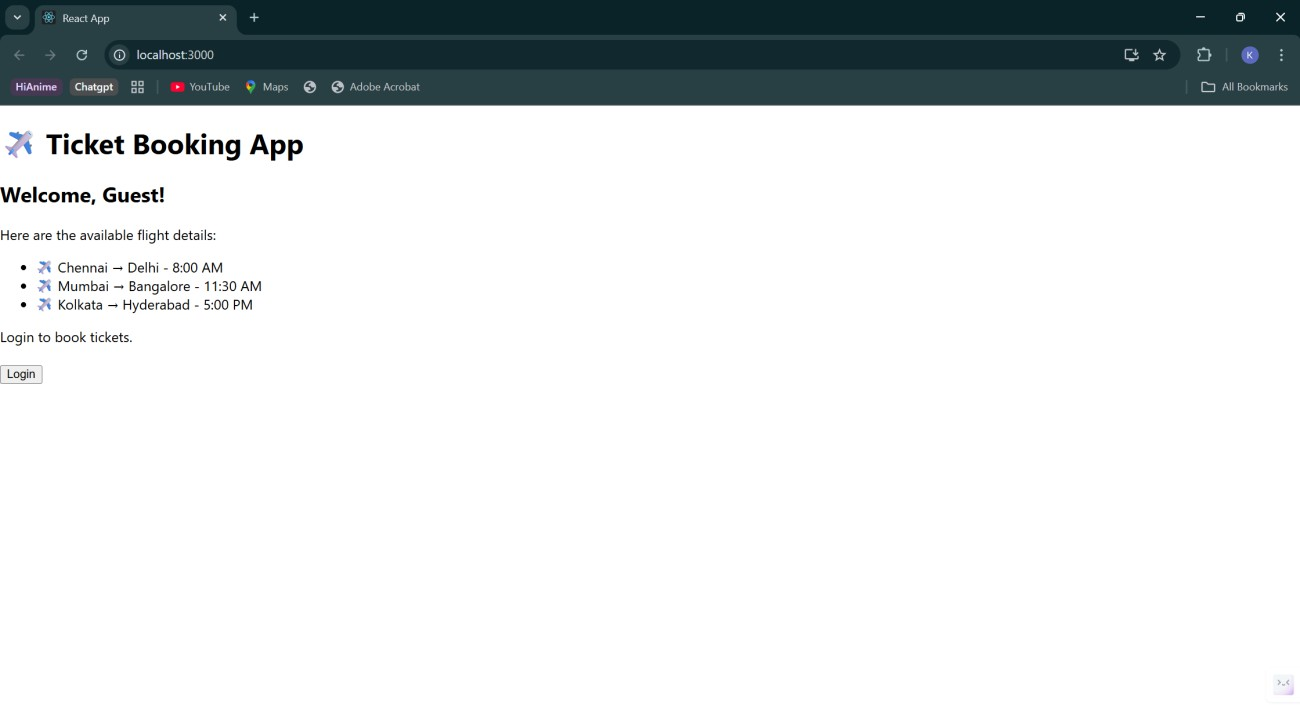 React App
localhost:3000
HiAnime Chatgpt YouTube Maps Adobe Acrobat All Bookmarks
K
✈️ Ticket Booking App
Welcome, Guest!
Here are the available flight details:
• ✈️ Chennai → Delhi - 8:00 AM
• ✈️ Mumbai → Bangalore - 11:30 AM
• ✈️ Kolkata → Hyderabad - 5:00 PM
Login to book tickets.
Login